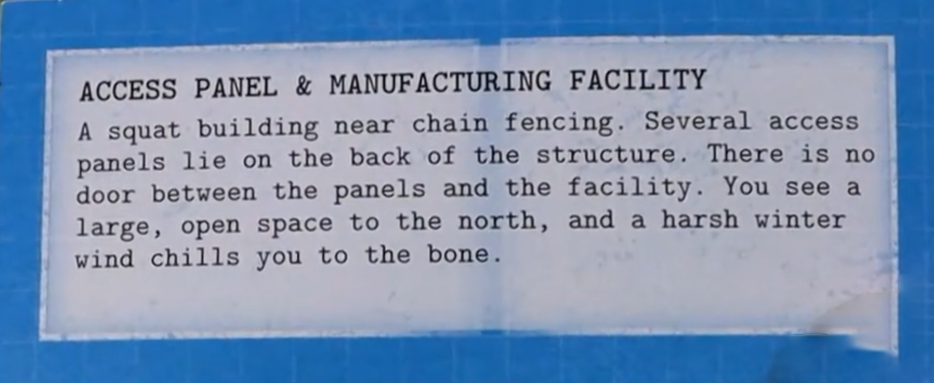 ACCESS PANEL & MANUFACTURING FACILITY
A squat building near chain fencing. Several access
panels lie on the back of the structure. There is no
door between the panels and the facility. You see a
large, open space to the north, and a harsh winter
wind chills you to the bone.